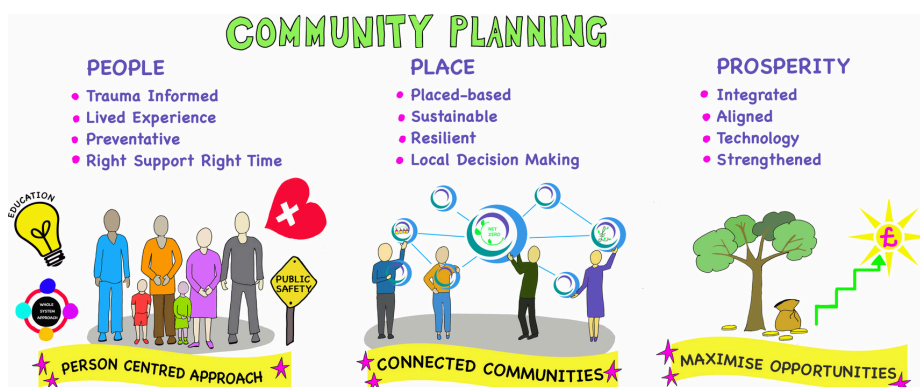 COMMUNITY PLANNING
PEOPLE
Trauma Informed
Lived Experience
Preventative
Right Support Right Time
EDUCATION
WHOLE
SYSTEM
APPROACH
PUBLIC
SAFETY
PERSON CENTRED APPROACH
PLACE
Placed-based
Sustainable
Resilient
Local Decision Making
NET
ZERO
CONNECTED COMMUNITIES
PROSPERITY
Integrated
Aligned
Technology
Strengthened
£
MAXIMISE OPPORTUNITIES